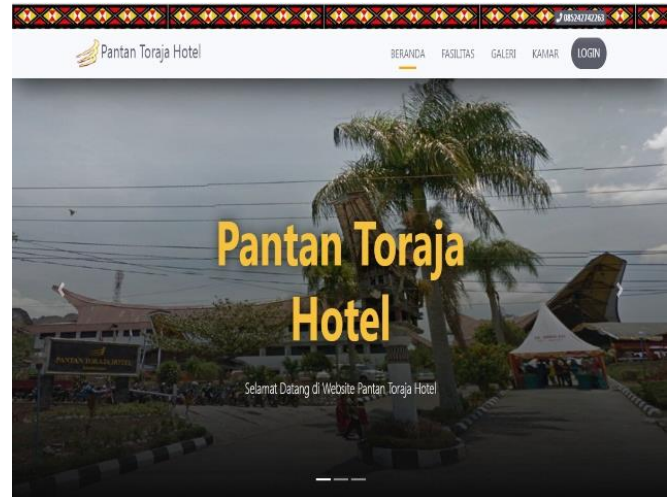 085242742263
Pantan Toraja Hotel
BERANDA FASILITAS GALERI KAMAR LOGIN
Pantan Toraja
Hotel
PANTAN TORAJA HOTEL
Selamat Datang di Website Pantan Toraja Hotel